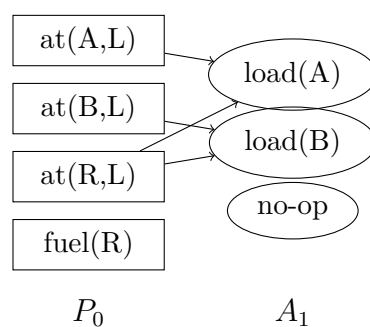 at(A,L)
load(A)
at(B,L)
load(B)
at(R,L)
no-op
fuel(R)
P₀ A₁